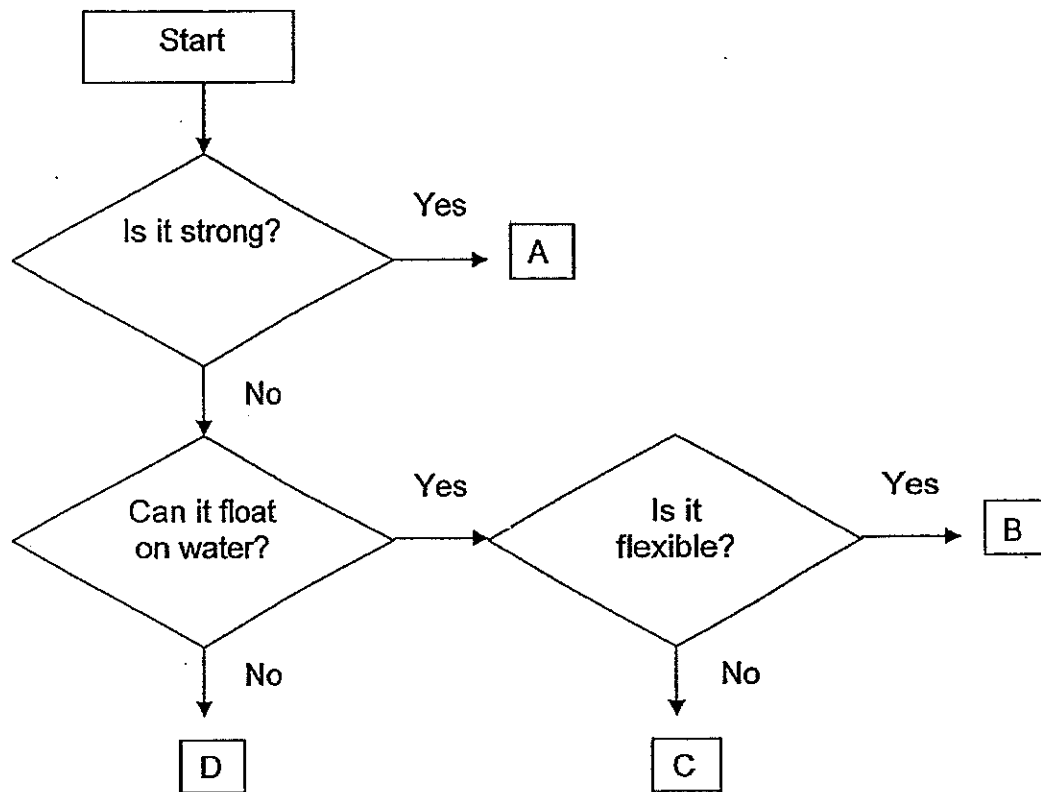 Start
Is it strong?
Yes
A
No
Can it float
on water?
Yes
Is it
flexible?
Yes
B
No
D
No
C